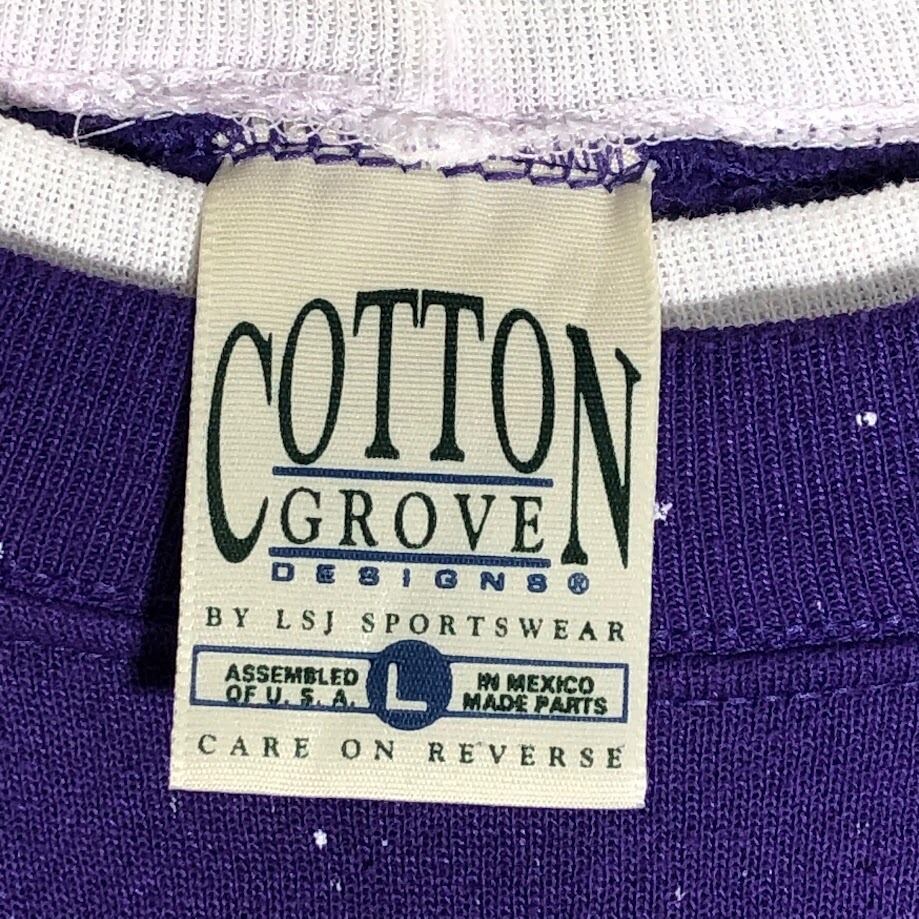 COTTON
GROVE
DESIGNS®
BY LSJ SPORTSWEAR
ASSEMBLED L IN MEXICO
OF U.S.A. MADE PARTS
CARE ON REVERSE